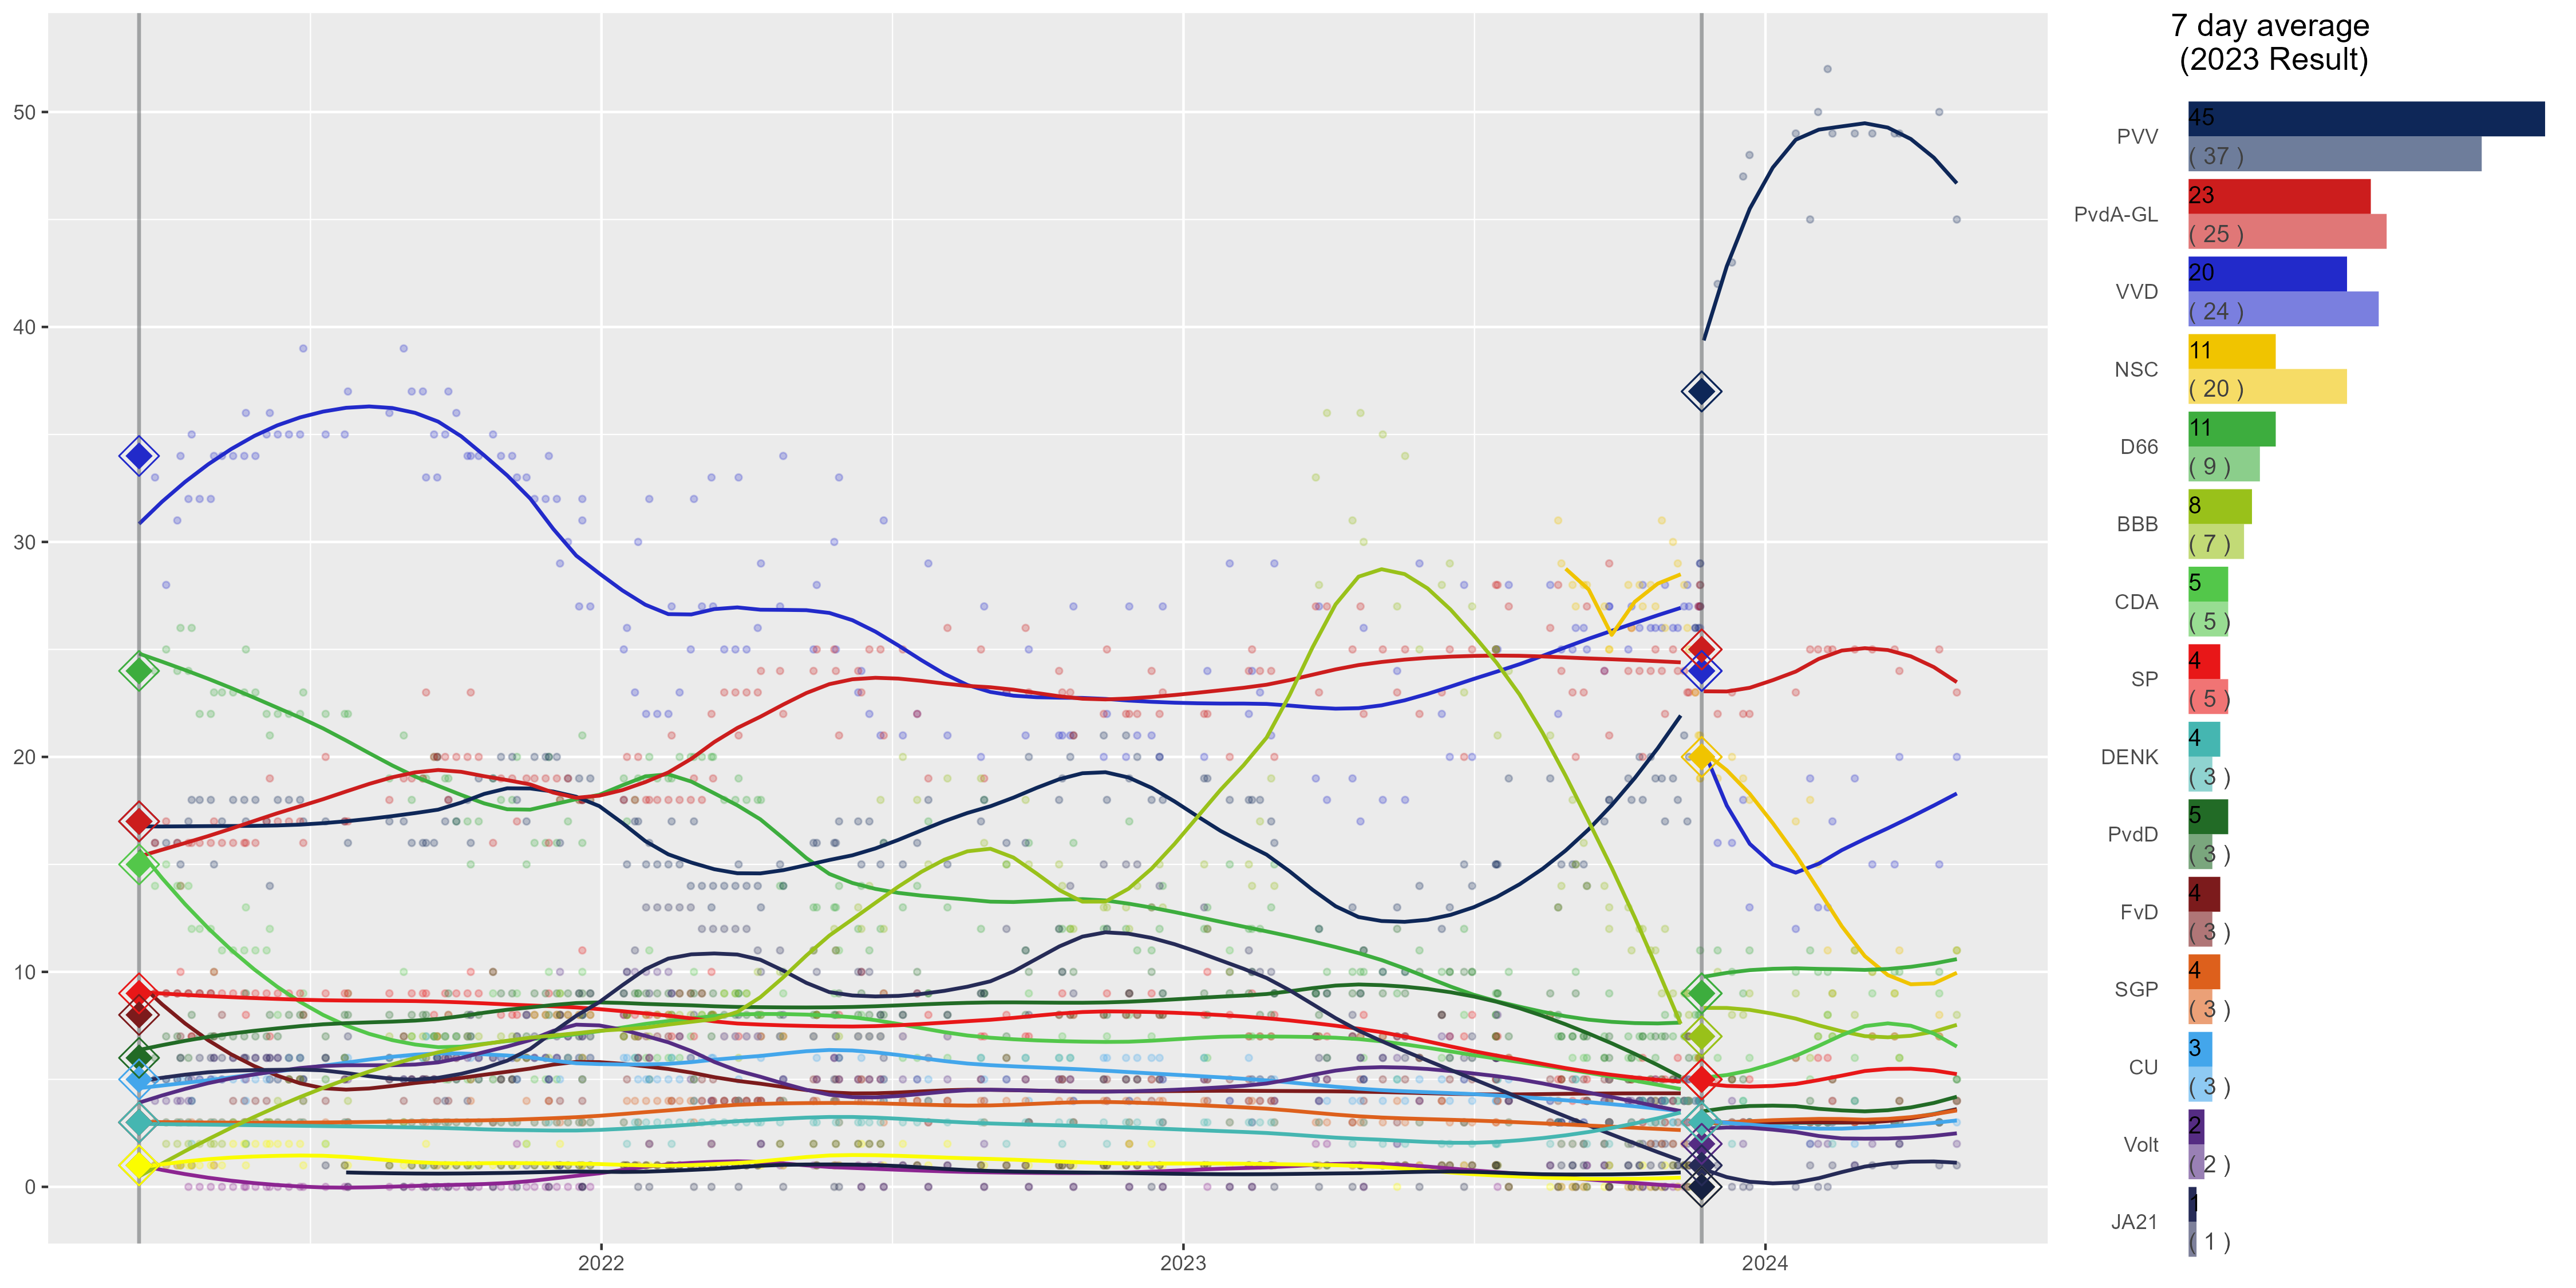 7 day average
(2023 Result)
50
40
30
20
10
0
2022
2023
2024
PVV
45
( 37 )
PvdA-GL
23
( 25 )
VVD
20
( 24 )
NSC
11
( 20 )
D66
11
( 9 )
BBB
8
( 7 )
CDA
5
( 5 )
SP
4
( 5 )
DENK
4
( 3 )
PvdD
5
( 3 )
FvD
4
( 3 )
SGP
4
( 3 )
CU
3
( 3 )
Volt
2
( 2 )
JA21
1
( 1 )